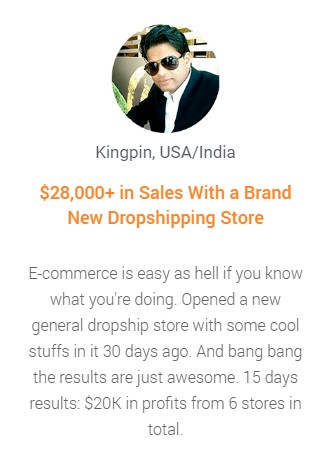 Kingpin, USA/India
$28,000+ in Sales With a Brand
New Dropshipping Store
E-commerce is easy as hell if you know
what you're doing. Opened a new
general dropship store with some cool
stuffs in it 30 days ago. And bang bang
the results are just awesome. 15 days
results: $20K in profits from 6 stores in
total.